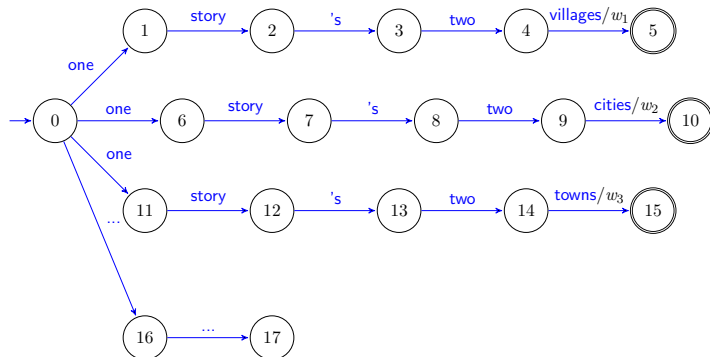 story 's two villages/w1
1 2 3 4 5
one
one story 's two cities/w2
0 6 7 8 9 10
one
story 's two towns/w3
11 12 13 14 15
...
...
16 17